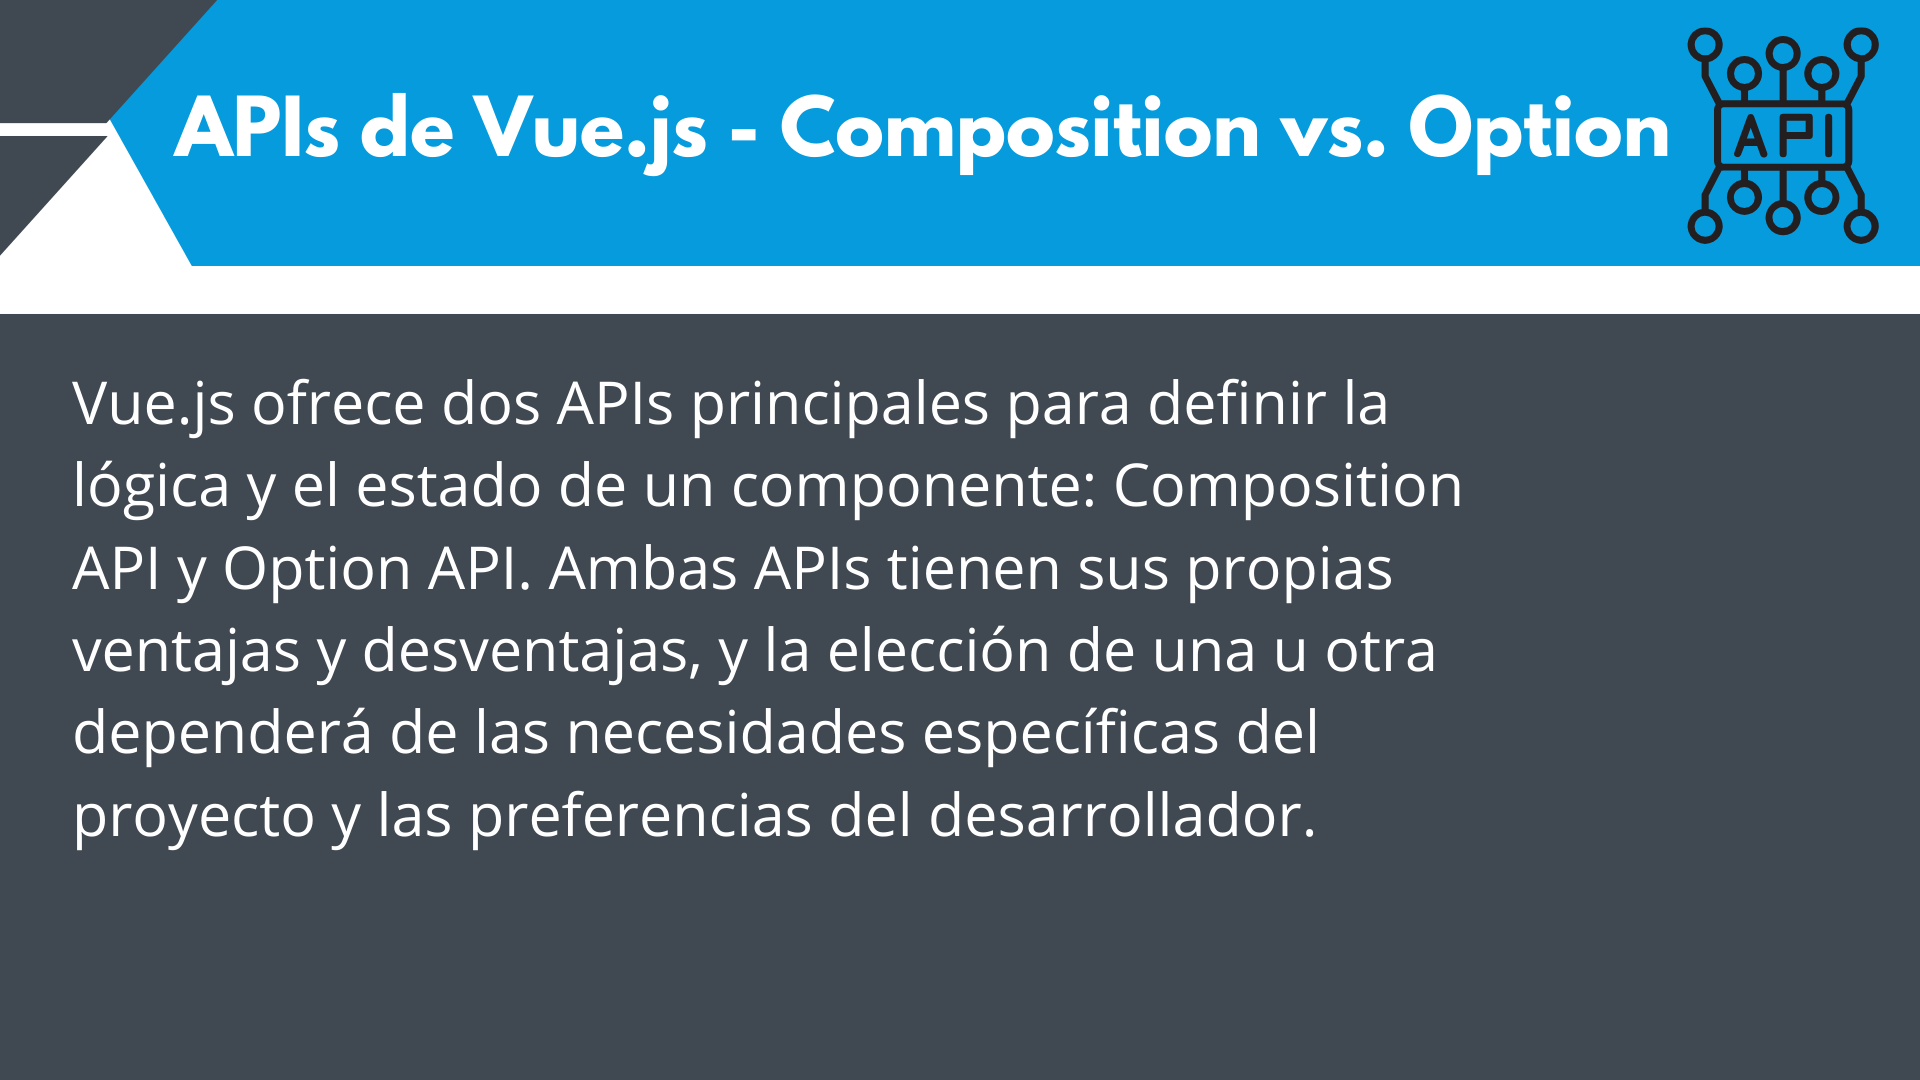 APIs de Vue.js - Composition vs. Option
API
Vue.js ofrece dos APIs principales para definir la
lógica y el estado de un componente: Composition
API y Option API. Ambas APIs tienen sus propias
ventajas y desventajas, y la elección de una u otra
dependerá de las necesidades específicas del
proyecto y las preferencias del desarrollador.